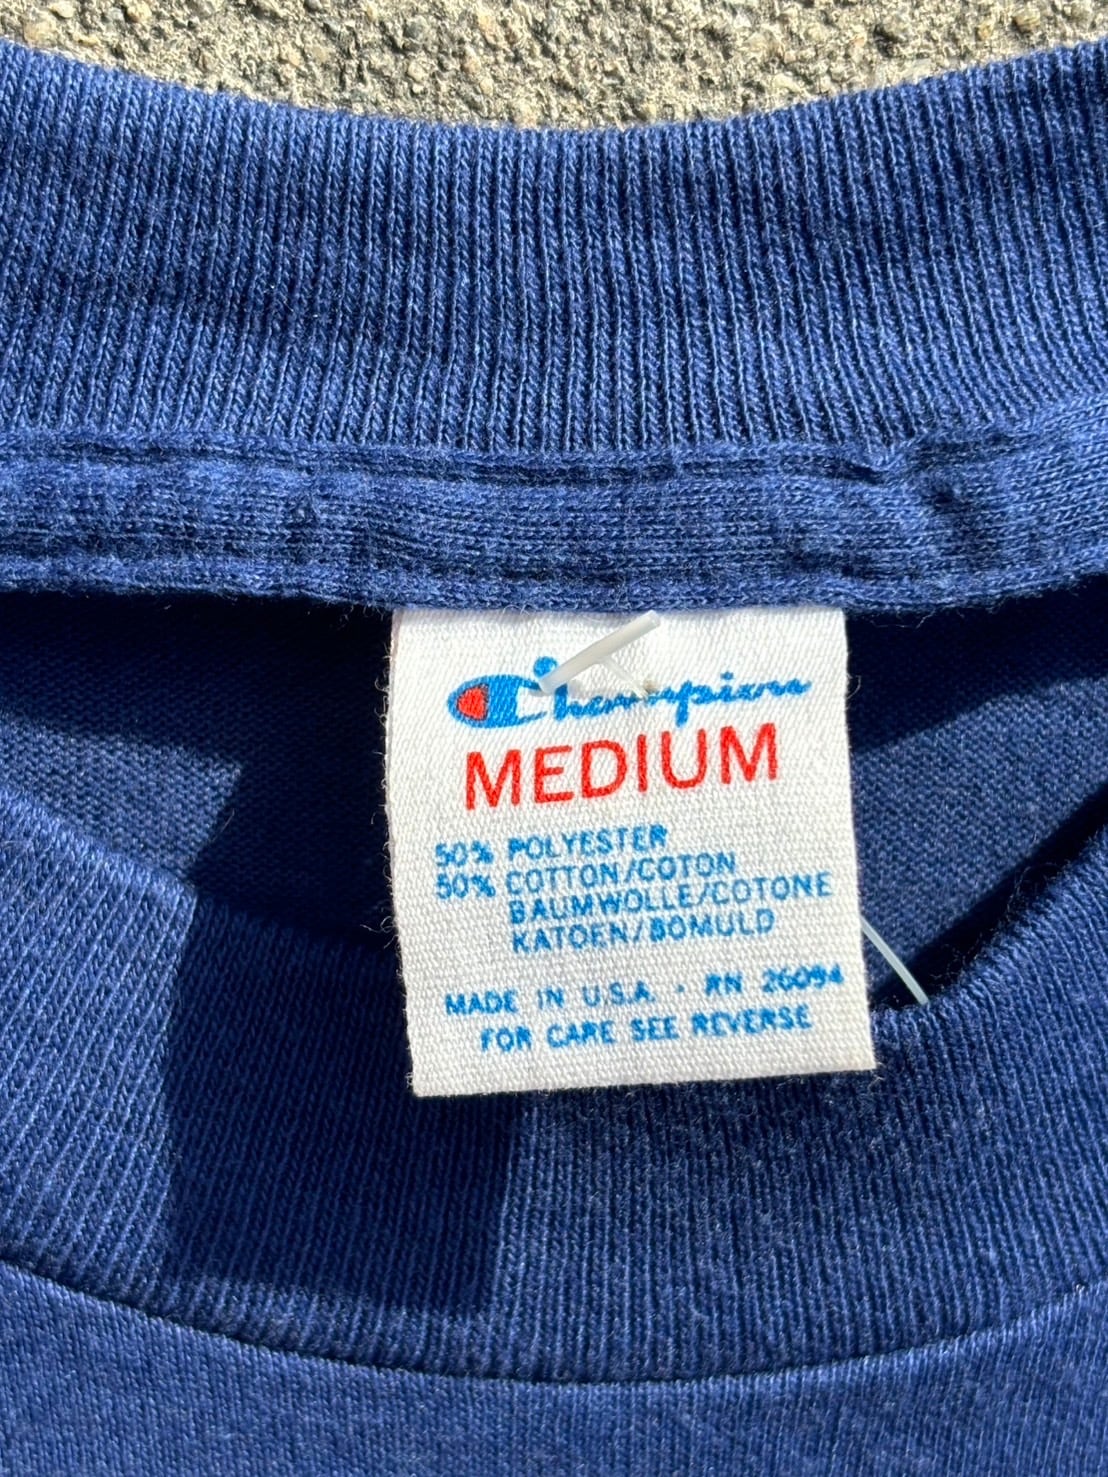 Champion
MEDIUM
50% POLYESTER
50% COTTON/COTON
BAUMWOLLE/COTONE
KATOEN/BOMULD
MADE IN U.S.A. · RN 26094
FOR CARE SEE REVERSE